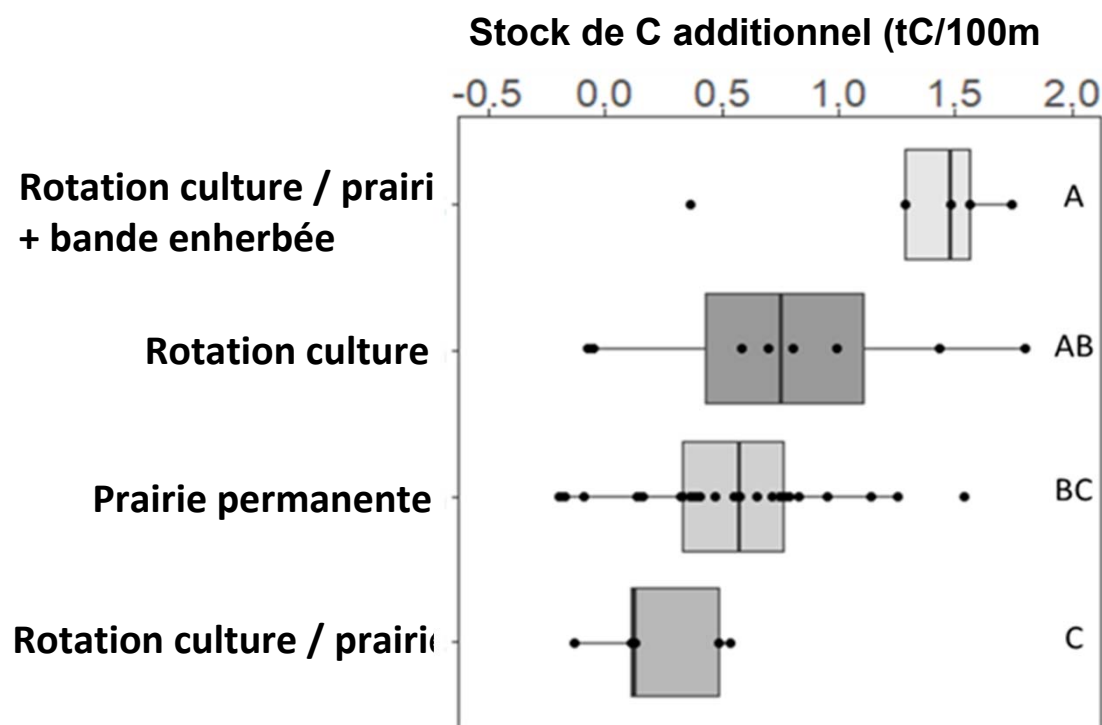 Stock de C additionnel (tC/100m
-0.5 0.0 0.5 1.0 1.5 2.0
Rotation culture / prairi
+ bande enherbée
A
Rotation culture
AB
Prairie permanente
BC
Rotation culture / prairie
C